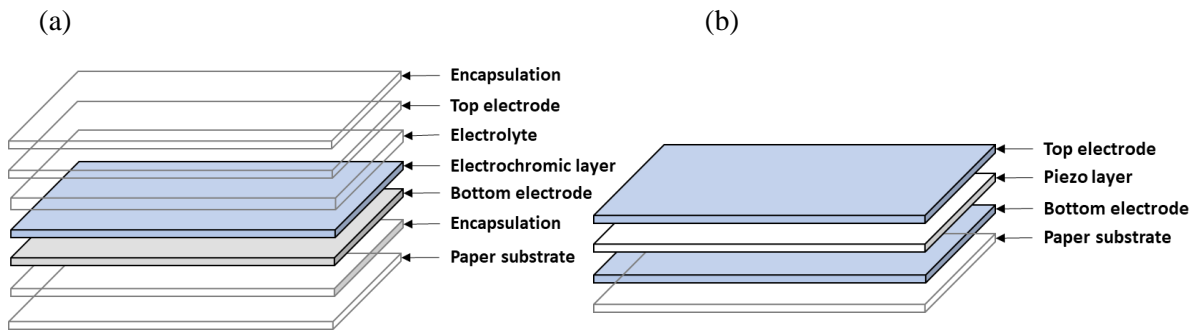 (a)
Encapsulation
Top electrode
Electrolyte
Electrochromic layer
Bottom electrode
Encapsulation
Paper substrate
(b)
Top electrode
Piezo layer
Bottom electrode
Paper substrate